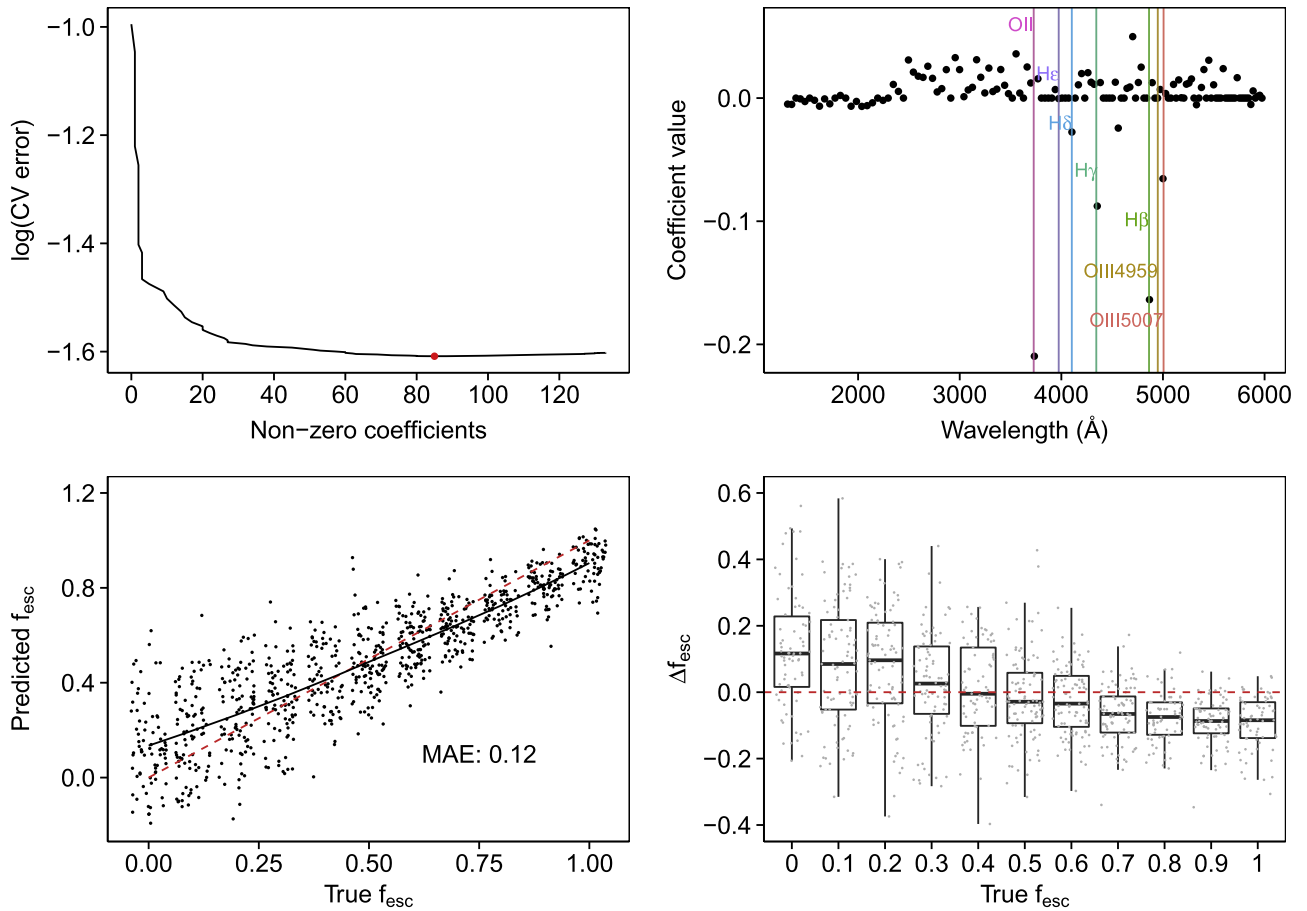 −1.0
−1.2
−1.4
−1.6
log(CV error)
0 20 40 60 80 100 120
Non−zero coefficients
OII
Hε
Hδ
Hγ
Hβ
OIII4959
OIII5007
0.0
−0.1
−0.2
Coefficient value
2000 3000 4000 5000 6000
Wavelength (Å)
1.2
0.8
0.4
0.0
Predicted fesc
MAE: 0.12
0.00 0.25 0.50 0.75 1.00
True fesc
0.6
0.4
0.2
0.0
−0.2
−0.4
Δfesc
0 0.1 0.2 0.3 0.4 0.5 0.6 0.7 0.8 0.9 1
True fesc